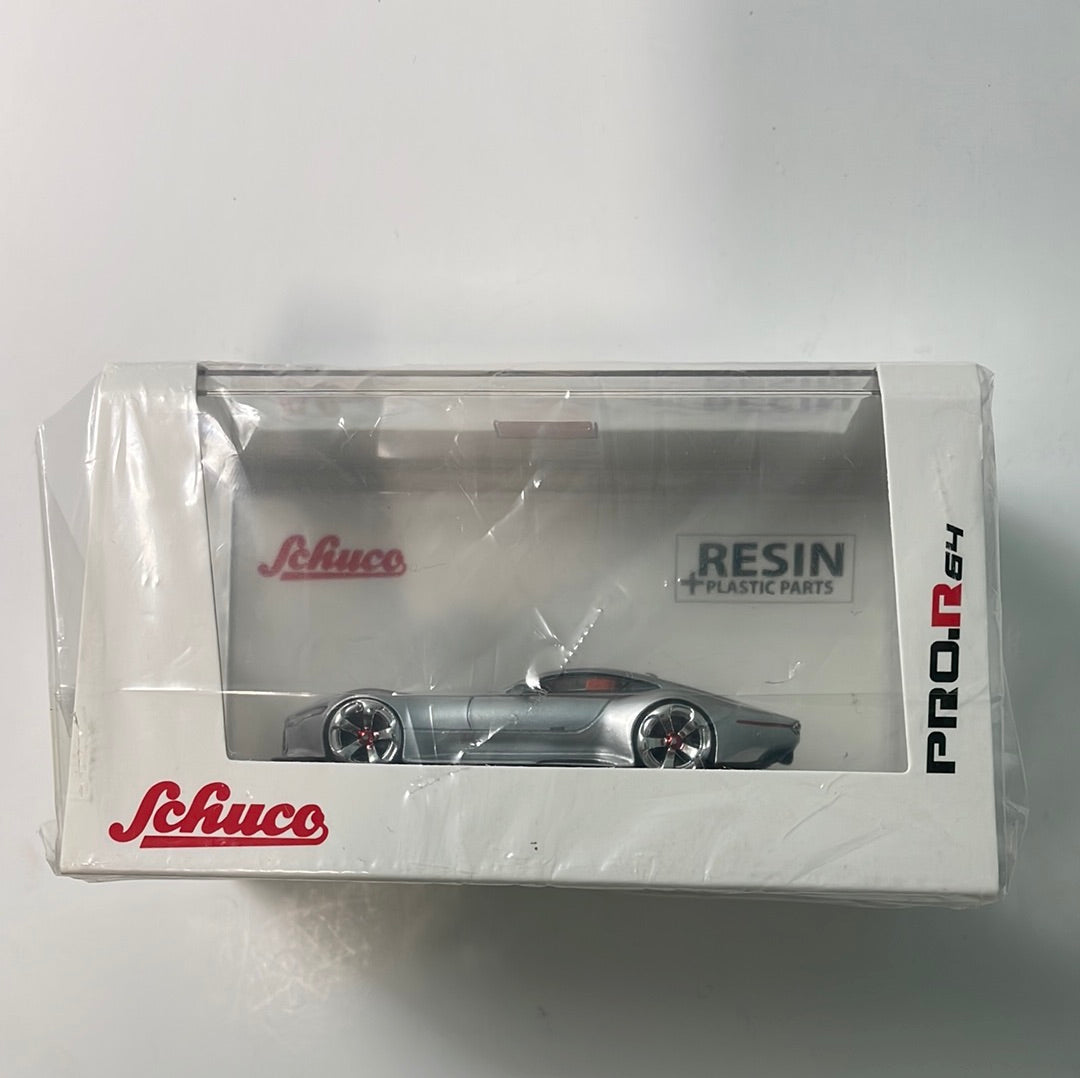 Schuco
RESIN
+PLASTIC PARTS
PRO.R64
Schuco